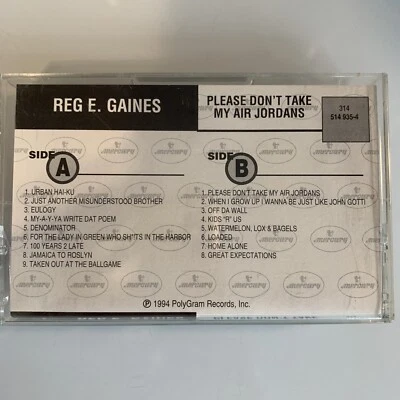 REG E. GAINES
PLEASE DON'T TAKE
MY AIR JORDANS
314
514 935-4
SIDE A
1. URBAN HAI-KU
2. JUST ANOTHER MISUNDERSTOOD BROTHER
3. EULOGY
4. MY-A-Y-YA WRITE DAT POEM
5. DENOMINATOR
6. FOR THE LADY IN GREEN WHO SH*ITS IN THE HARBOR
7. 100 YEARS 2 LATE
8. JAMAICA TO ROSLYN
9. TAKEN OUT AT THE BALLGAME
SIDE B
1. PLEASE DON'T TAKE MY AIR JORDANS
2. WHEN I GROW UP I WANNA BE JUST LIKE JOHN GOTTI
3. OFF DA WALL
4. KIDS "R" US
5. WATERMELON, LOX & BAGELS
6. LOADED
7. HOME ALONE
8. GREAT EXPECTATIONS
mercury
℗ 1994 PolyGram Records, Inc.
REG E. GAINES